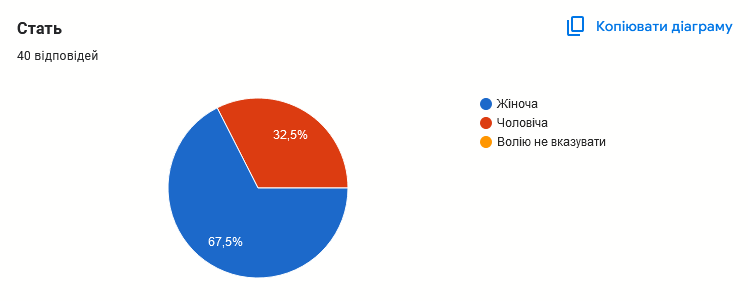 Стать
Копіювати діаграму
40 відповідей
Жіноча
Чоловіча
Волію не вказувати
32,5%
67,5%